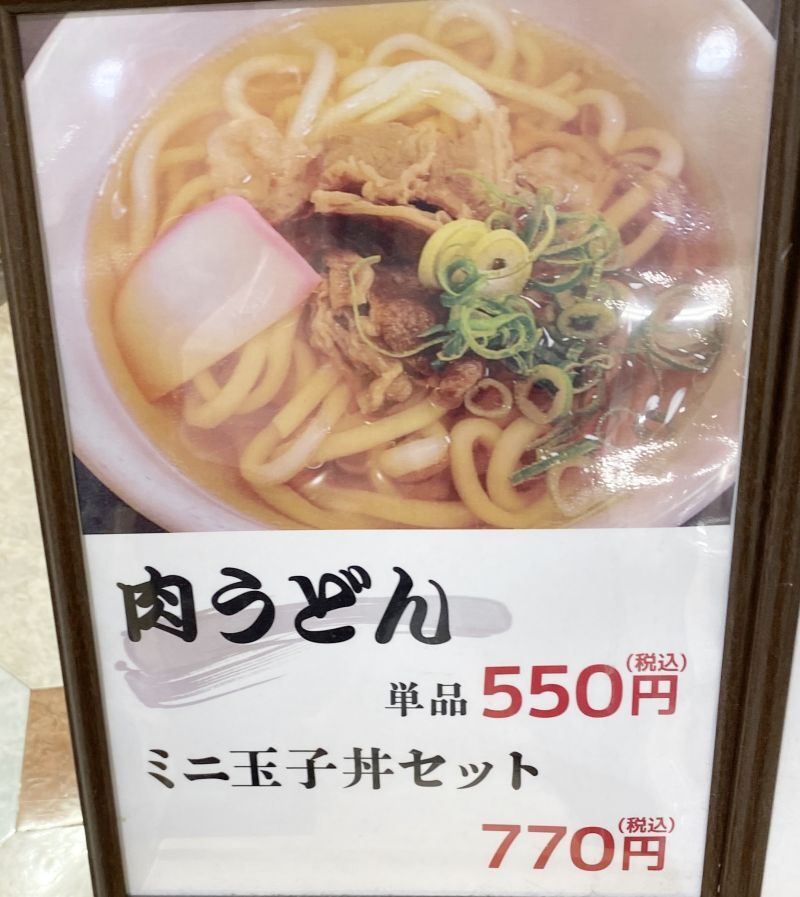 肉うどん
単品 550円(税込)
ミニ玉子丼セット
770円(税込)